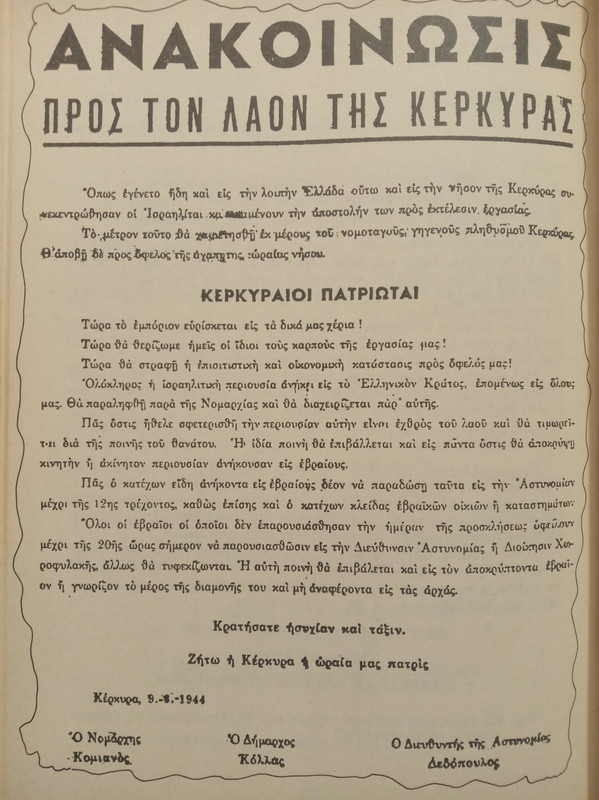 ΑΝΑΚΟΙΝΩΣΙΣ
ΠΡΟΣ ΤΟΝ ΛΑΟΝ ΤΗΣ ΚΕΡΚΥΡΑΣ
Ὅπως ἐγένετο ἤδη καὶ εἰς τὴν λοιπὴν Ἑλλάδα οὕτω καὶ εἰς τὴν νῆσον τῆς Κερκύρας συ-
νεκεντρώθησαν οἱ Ἰσραηλῖται καὶ ἀναμένουν τὴν ἀποστολήν των πρὸς ἐκτέλεσιν ἐργασίας.
Τὸ μέτρον τοῦτο θὰ χαιρετησθῇ ἐκ μέρους τοῦ νομοταγοῦς, γηγενοῦς πληθυσμοῦ Κερκύρας.
Θ' ἀποβῇ δὲ πρὸς ὄφελος τῆς ὡραίας νήσου.
ΚΕΡΚΥΡΑΙΟΙ ΠΑΤΡΙΩΤΑΙ
Τώρα τὸ ἐμπόριον εὑρίσκεται εἰς τὰ δικά μας χέρια !
Τώρα θὰ θερίζωμε ἡμεῖς οἱ ἴδιοι τοὺς καρποὺς τῆς ἐργασίας μας !
Τώρα θὰ στραφῇ ἡ ἐπισιτιστικὴ καὶ οἰκονομικὴ κατάστασις πρὸς ὄφελός μας !
Ὁλόκληρος ἡ ἰσραηλιτικὴ περιουσία ἀνήκει εἰς τὸ Ἑλληνικὸν Κράτος, ἑπομένως εἰς ὅλους
μας. Θὰ παραληφθῇ παρὰ τῆς Νομαρχίας καὶ θὰ διαχειρίζεται παρ' αὐτῆς.
Πᾶς ὅστις ἤθελε σφετερισθῆ τὴν περιουσίαν αὐτὴν εἶναι ἐχθρὸς τοῦ λαοῦ καὶ θὰ τιμωρεῖ-
ται διὰ τῆς ποινῆς τοῦ θανάτου. Ἡ ἰδία ποινὴ θὰ ἐπιβάλλεται καὶ εἰς πάντα ὅστις θὰ ἀποκρύψῃ
κινητὴν ἢ ἀκίνητον περιουσίαν ἀνήκουσαν εἰς ἑβραίους.
Πᾶς ὁ κατέχων εἴδη ἀνήκοντα εἰς ἑβραίους δέον νὰ παραδώσῃ ταῦτα εἰς τὴν Ἀστυνομίαν
μέχρι τῆς 12ης τρέχοντος, καθὼς ἐπίσης καὶ ὁ κατέχων κλείδας ἑβραϊκῶν οἰκιῶν ἢ καταστημάτων
Ὅλοι οἱ ἑβραῖοι οἱ ὁποῖοι δὲν ἐπαρουσιάσθησαν τὴν ἡμέραν τῆς προσκλήσεως ὀφείλουν
μέχρι τῆς 20ῆς ὥρας σήμερον νὰ παρουσιασθῶσιν εἰς τὴν Διεύθυνσιν Ἀστυνομίας ἢ Διοίκησιν Χω-
ροφυλακῆς, ἄλλως θὰ τυφεκίζωνται. Ἡ αὐτὴ ποινὴ θὰ ἐπιβάλεται καὶ εἰς τὸν ἀποκρύπτοντα ἑβραῖ-
ον ἢ γνωρίζον τὸ μέρος τῆς διαμονῆς του καὶ μὴ ἀναφέροντα εἰς τὰς ἀρχάς.
Κρατήσατε ἡσυχίαν καὶ τάξιν.
Ζήτω ἡ Κέρκυρα ἡ ὡραία μας πατρὶς
Κέρκυρα, 9.-6.-1944
Ὁ Νομάρχης
Κομιανὸς
Ὁ Δήμαρχος
Κόλλας
Ὁ Διευθυντής τῆς Ἀστυνομίας
Δεδόπουλος